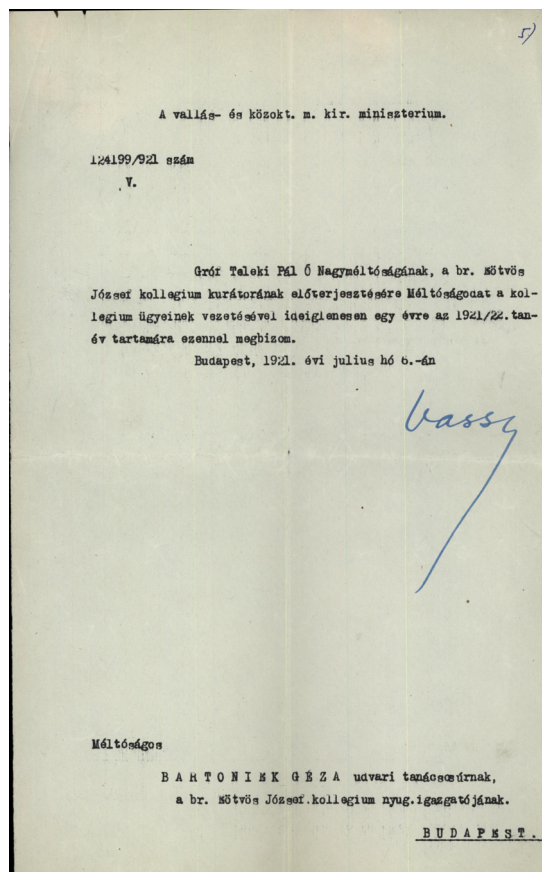 5)
A vallás- és közokt. m. kir. miniszterium.
124199/921 szám
V.
Gróf Teleki Pál Ő Nagyméltóságának, a br. Eötvös
József kollegium kurátorának előterjesztésére Méltóságodat a kol-
legium ügyeinek vezetésével ideiglenesen egy évre az 1921/22.tan-
év tartamára ezennel megbizom.
Budapest, 1921. évi julius hó 6.-án
Vassy
Méltóságos
BARTONIEK GÉZA udvari tanácsosúrnak,
a br. Eötvös József.kollegium nyug.igazgatójának.
BUDAPEST.